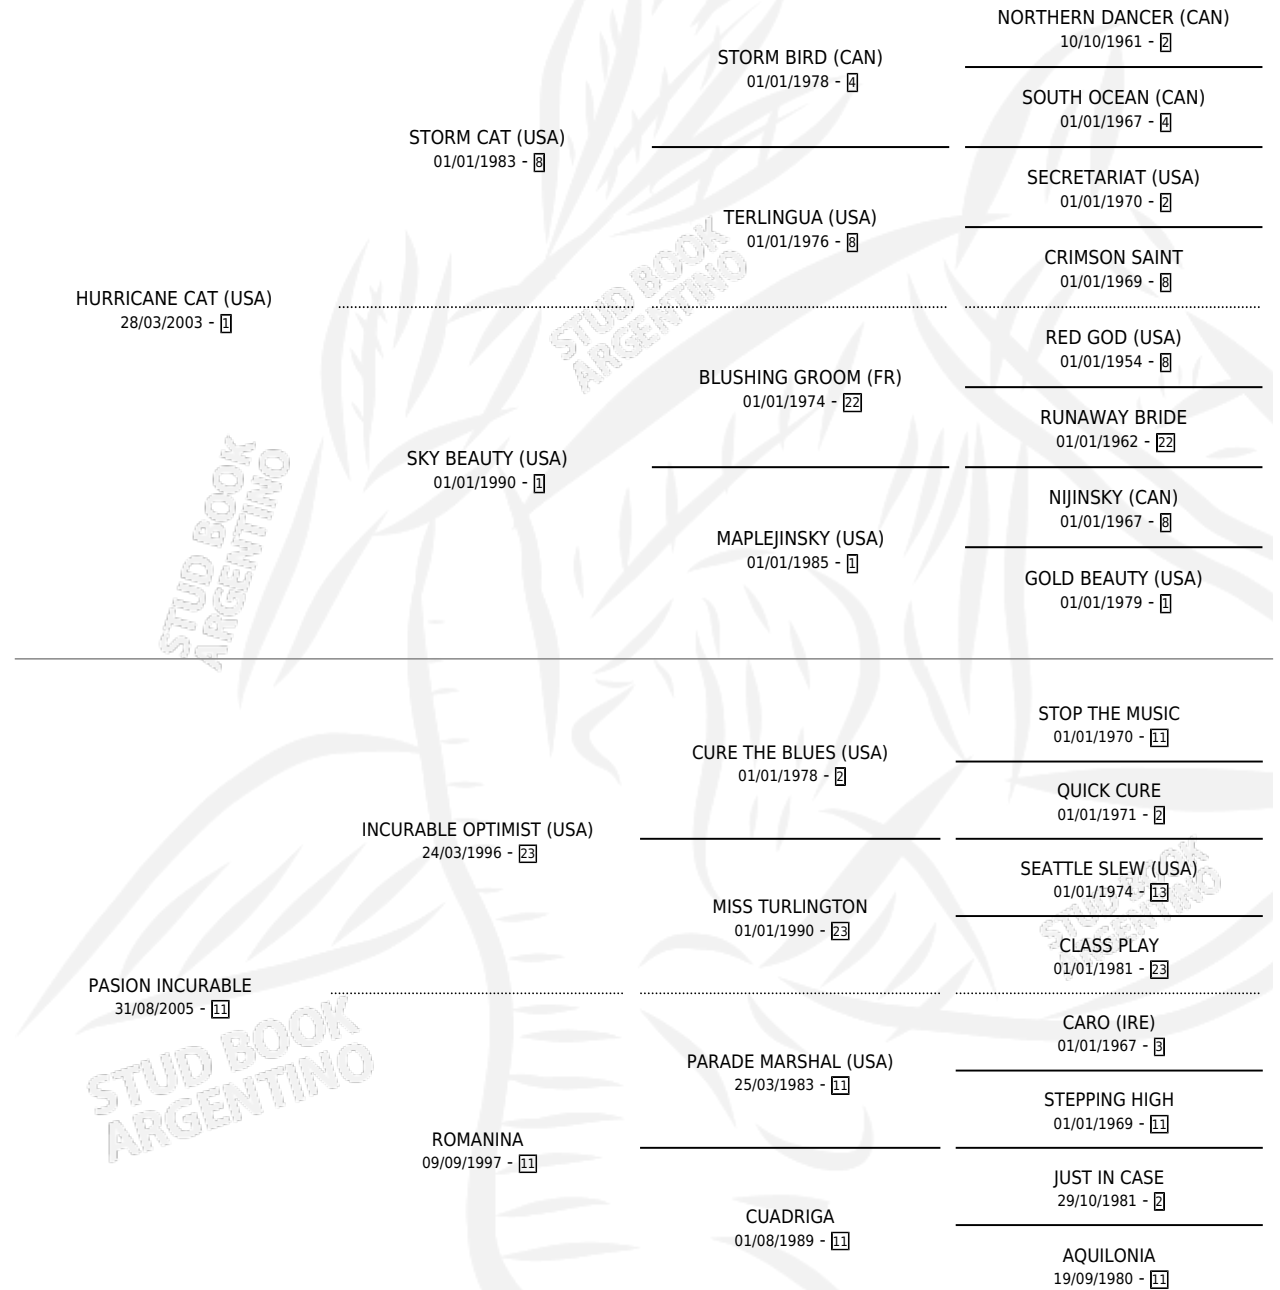 NORTHERN DANCER (CAN)
10/10/1961 - 2
STORM BIRD (CAN)
01/01/1978 - 4
SOUTH OCEAN (CAN)
01/01/1967 - 4
STORM CAT (USA)
01/01/1983 - 8
SECRETARIAT (USA)
01/01/1970 - 2
TERLINGUA (USA)
01/01/1976 - 8
CRIMSON SAINT
01/01/1969 - 8
HURRICANE CAT (USA)
28/03/2003 - 1
RED GOD (USA)
01/01/1954 - 8
BLUSHING GROOM (FR)
01/01/1974 - 22
RUNAWAY BRIDE
01/01/1962 - 22
SKY BEAUTY (USA)
01/01/1990 - 1
NIJINSKY (CAN)
01/01/1967 - 8
MAPLEJINSKY (USA)
01/01/1985 - 1
GOLD BEAUTY (USA)
01/01/1979 - 1
STOP THE MUSIC
01/01/1970 - 11
CURE THE BLUES (USA)
01/01/1978 - 2
QUICK CURE
01/01/1971 - 2
INCURABLE OPTIMIST (USA)
24/03/1996 - 23
SEATTLE SLEW (USA)
01/01/1974 - 13
MISS TURLINGTON
01/01/1990 - 23
CLASS PLAY
01/01/1981 - 23
PASION INCURABLE
31/08/2005 - 11
CARO (IRE)
01/01/1967 - 3
PARADE MARSHAL (USA)
25/03/1983 - 11
STEPPING HIGH
01/01/1969 - 11
ROMANINA
09/09/1997 - 11
JUST IN CASE
29/10/1981 - 2
CUADRIGA
01/08/1989 - 11
AQUILONIA
19/09/1980 - 11
STUD BOOK
ARGENTINO
STUD BOOK
ARGENTINO
STUD BOOK
ARGENTINO
STUD BOOK
ARGENTINO